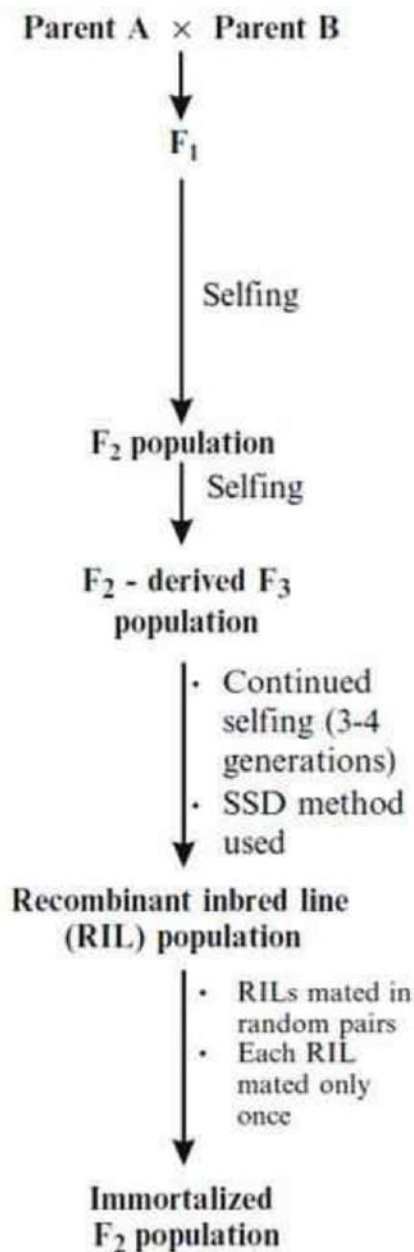 Parent A × Parent B
F₁
Selfing
F₂ population
Selfing
F₂ - derived F₃
population
· Continued
selfing (3-4
generations)
· SSD method
used
Recombinant inbred line
(RIL) population
· RILs mated in
random pairs
· Each RIL
mated only
once
Immortalized
F₂ population